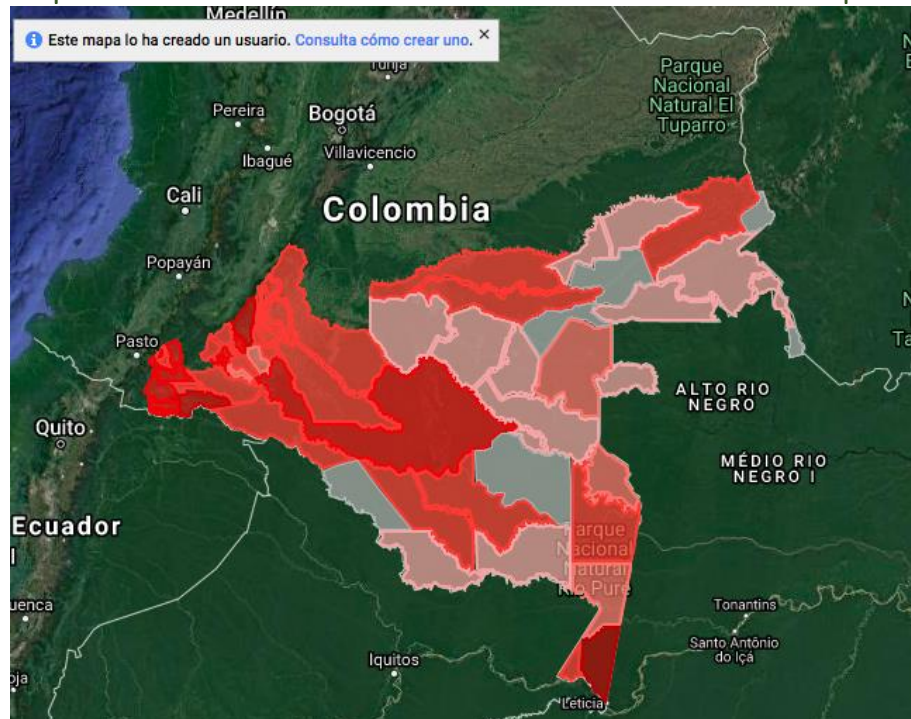 Medellín
Este mapa lo ha creado un usuario. Consulta cómo crear uno. ×
Tunja
Parque
Nacional
Natural El
Tuparro
Pereira
Bogotá
Ibagué
Villavicencio
Cali
Colombia
Popayán
Pasto
ALTO RIO
NEGRO
Quito
MÉDIO RIO
NEGRO I
Ecuador
Parque
Nacional
Natural
Río Puré
Tonantins
Santo Antônio
do Içá
Iquitos
Leticia